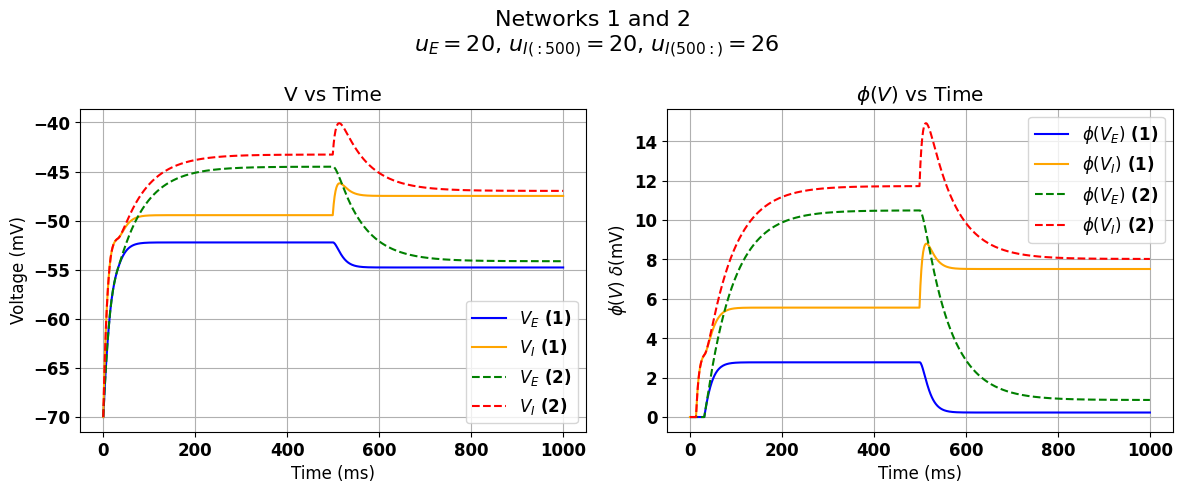 Networks 1 and 2
u_E = 20, u_{I(:500)} = 20, u_{I(500:)} = 26
V vs Time
Voltage (mV)
−40
−45
−50
−55
−60
−65
−70
0 200 400 600 800 1000
Time (ms)
V_E (1)
V_I (1)
V_E (2)
V_I (2)
ϕ(V) vs Time
ϕ(V) δ(mV)
14
12
10
8
6
4
2
0
0 200 400 600 800 1000
Time (ms)
ϕ(V_E) (1)
ϕ(V_I) (1)
ϕ(V_E) (2)
ϕ(V_I) (2)